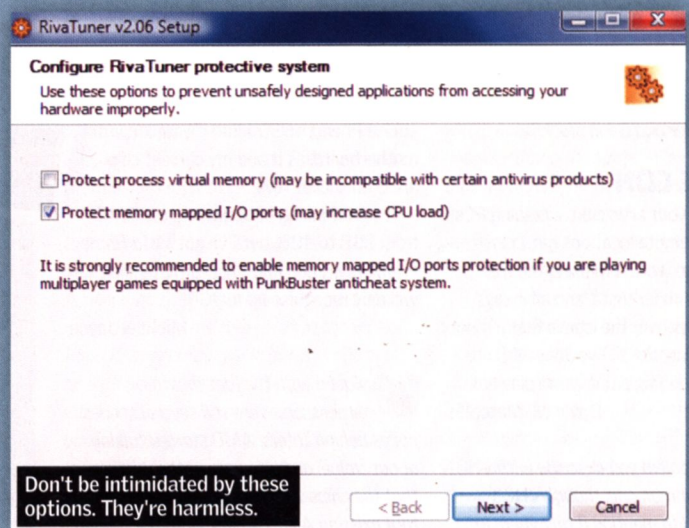 RivaTuner v2.06 Setup
Configure RivaTuner protective system
Use these options to prevent unsafely designed applications from accessing your
hardware improperly.
Protect process virtual memory (may be incompatible with certain antivirus products)
Protect memory mapped I/O ports (may increase CPU load)
It is strongly recommended to enable memory mapped I/O ports protection if you are playing
multiplayer games equipped with PunkBuster anticheat system.
Don't be intimidated by these
options. They're harmless.
< Back
Next >
Cancel